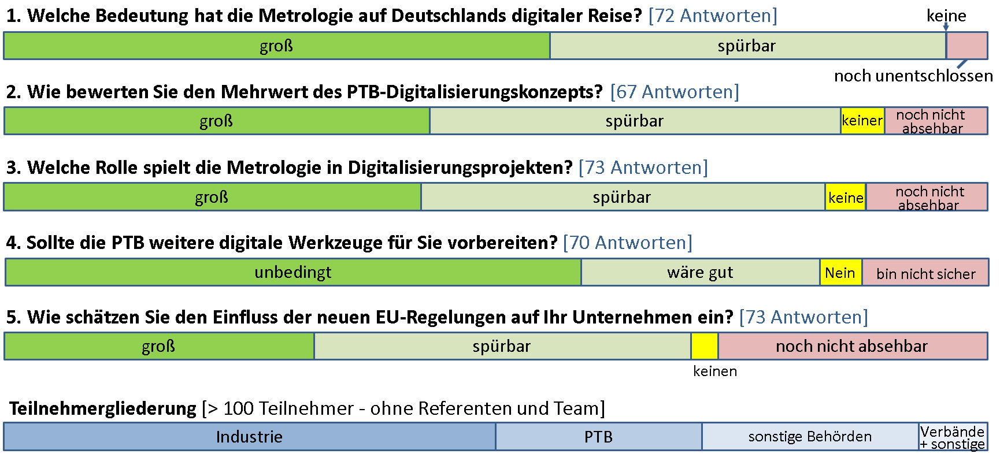 1. Welche Bedeutung hat die Metrologie auf Deutschlands digitaler Reise? [72 Antworten]
keine
groß
spürbar
noch unentschlossen
2. Wie bewerten Sie den Mehrwert des PTB-Digitalisierungskonzepts? [67 Antworten]
groß
spürbar
keiner
noch nicht
absehbar
3. Welche Rolle spielt die Metrologie in Digitalisierungsprojekten? [73 Antworten]
groß
spürbar
keine
noch nicht
absehbar
4. Sollte die PTB weitere digitale Werkzeuge für Sie vorbereiten? [70 Antworten]
unbedingt
wäre gut
Nein
bin nicht sicher
5. Wie schätzen Sie den Einfluss der neuen EU-Regelungen auf Ihr Unternehmen ein? [73 Antworten]
groß
spürbar
noch nicht absehbar
keinen
Teilnehmergliederung [> 100 Teilnehmer - ohne Referenten und Team]
Industrie
PTB
sonstige Behörden
Verbände
+ sonstige